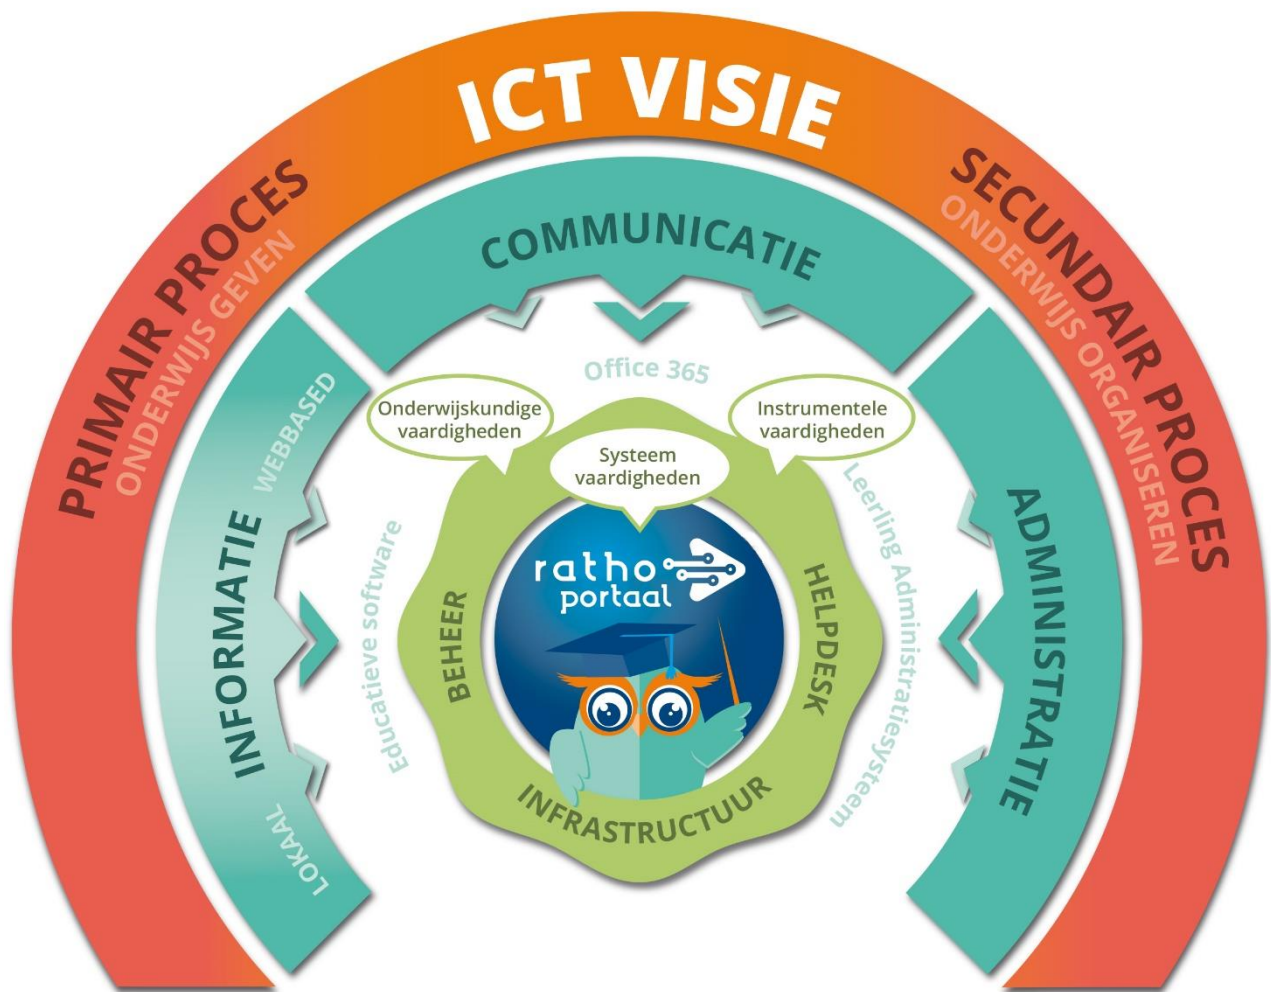 ICT VISIE
PRIMAIR PROCES
ONDERWIJS GEVEN
SECUNDAIR PROCES
ONDERWIJS ORGANISEREN
COMMUNICATIE
INFORMATIE
WEBBASED
LOKAAL
ADMINISTRATIE
Office 365
Educatieve software
Leerling Administratiesysteem
Onderwijskundige
vaardigheden
Systeem
vaardigheden
Instrumentele
vaardigheden
BEHEER
HELPDESK
INFRASTRUCTUUR
ratho
portaal